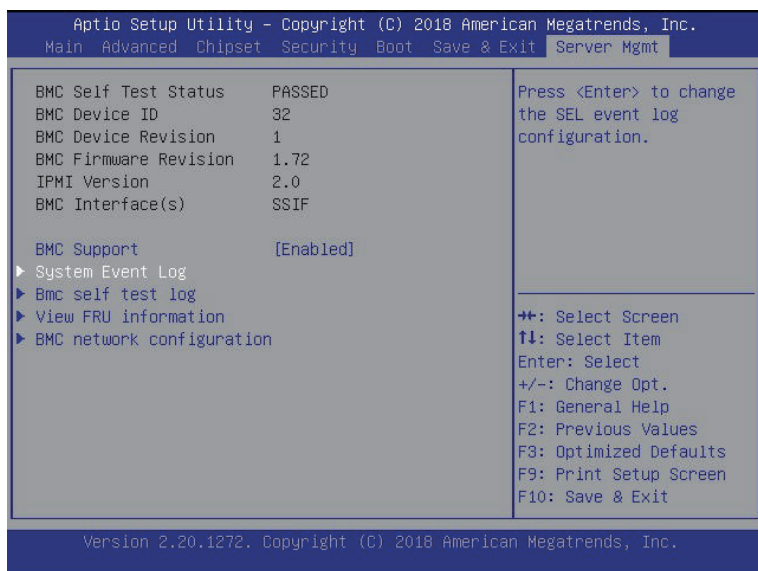 Aptio Setup Utility – Copyright (C) 2018 American Megatrends, Inc.
Main Advanced Chipset Security Boot Save & Exit Server Mgmt
BMC Self Test Status PASSED
BMC Device ID 32
BMC Device Revision 1
BMC Firmware Revision 1.72
IPMI Version 2.0
BMC Interface(s) SSIF
BMC Support [Enabled]
▶ System Event Log
▶ Bmc self test log
▶ View FRU information
▶ BMC network configuration
Press <Enter> to change
the SEL event log
configuration.
→←: Select Screen
↑↓: Select Item
Enter: Select
+/-: Change Opt.
F1: General Help
F2: Previous Values
F3: Optimized Defaults
F9: Print Setup Screen
F10: Save & Exit
Version 2.20.1272. Copyright (C) 2018 American Megatrends, Inc.